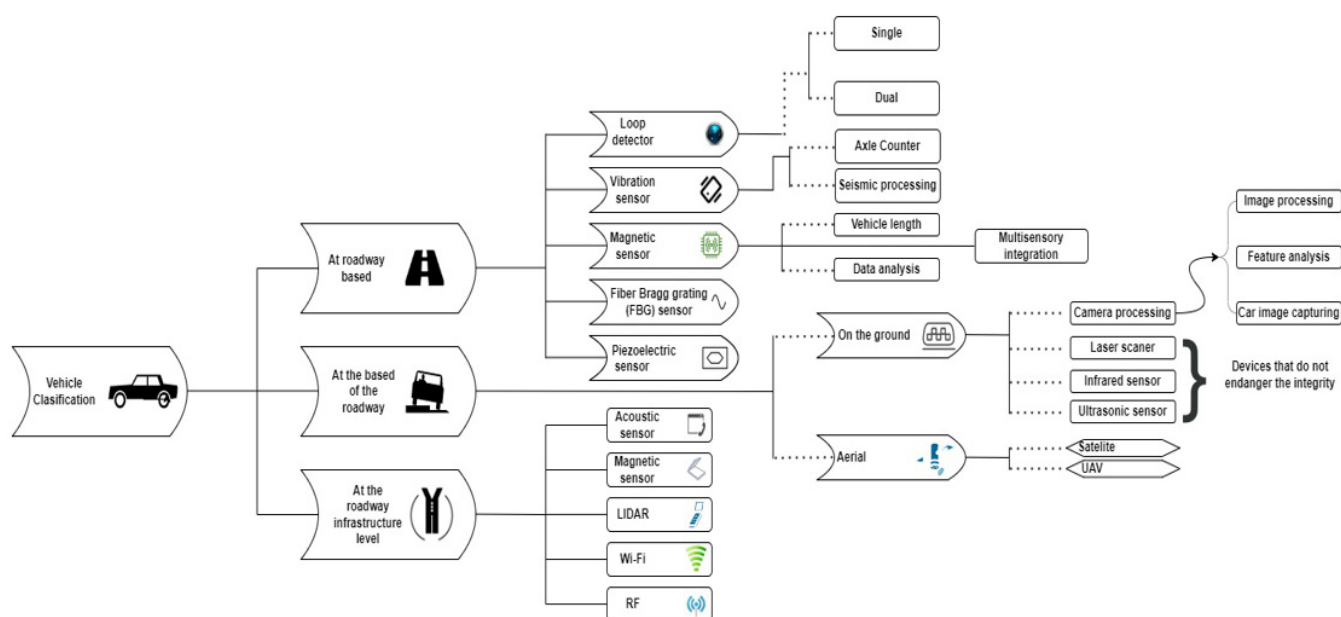 Vehicle
Clasification
At roadway
based
At the based
of the
roadway
At the
roadway
infrastructure
level
Loop
detector
Vibration
sensor
Magnetic
sensor
Fiber Bragg grating
(FBG) sensor
Piezoelectric
sensor
Single
Dual
Axle Counter
Seismic processing
Vehicle length
Data analysis
Multisensory
integration
On the ground
Aerial
Camera processing
Laser scaner
Infrared sensor
Ultrasonic sensor
Image processing
Feature analysis
Car image capturing
Devices that do not
endanger the integrity
Satelite
UAV
Acoustic
sensor
Magnetic
sensor
LIDAR
Wi-Fi
RF